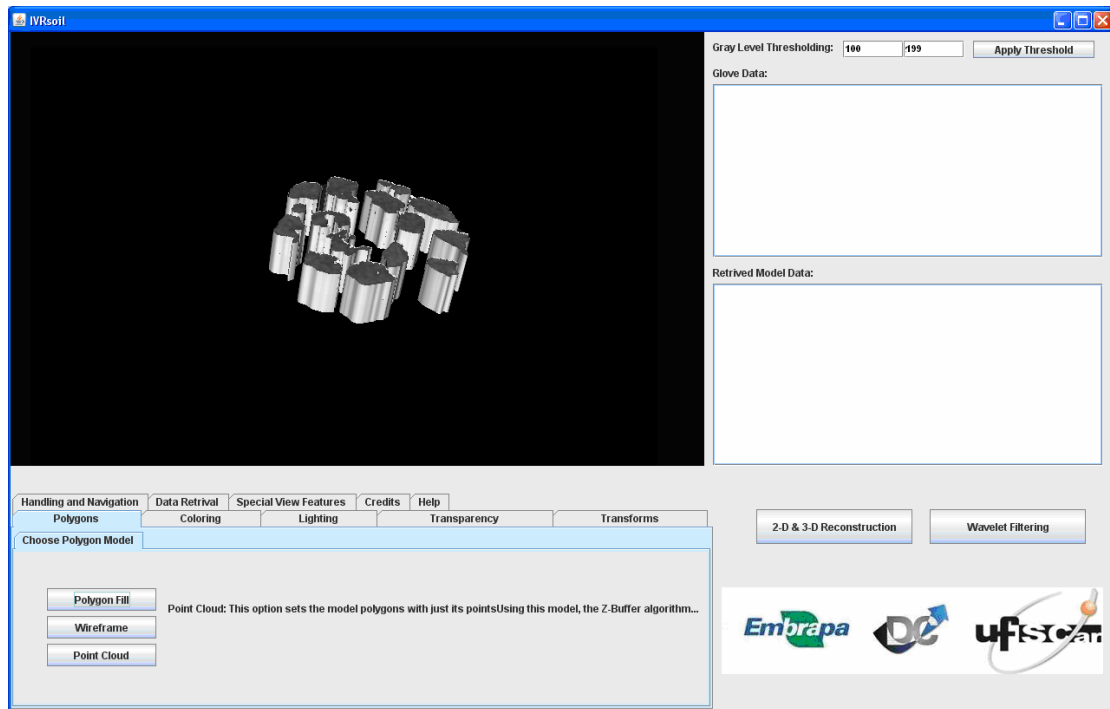 IVRsoil
Gray Level Thresholding: 100 199 Apply Threshold
Glove Data:
Retrived Model Data:
Handling and Navigation Data Retrival Special View Features Credits Help
Polygons Coloring Lighting Transparency Transforms
Choose Polygon Model
Polygon Fill
Wireframe
Point Cloud
Point Cloud: This option sets the model polygons with just its pointsUsing this model, the Z-Buffer algorithm...
2-D & 3-D Reconstruction Wavelet Filtering
Embrapa DC ufscar